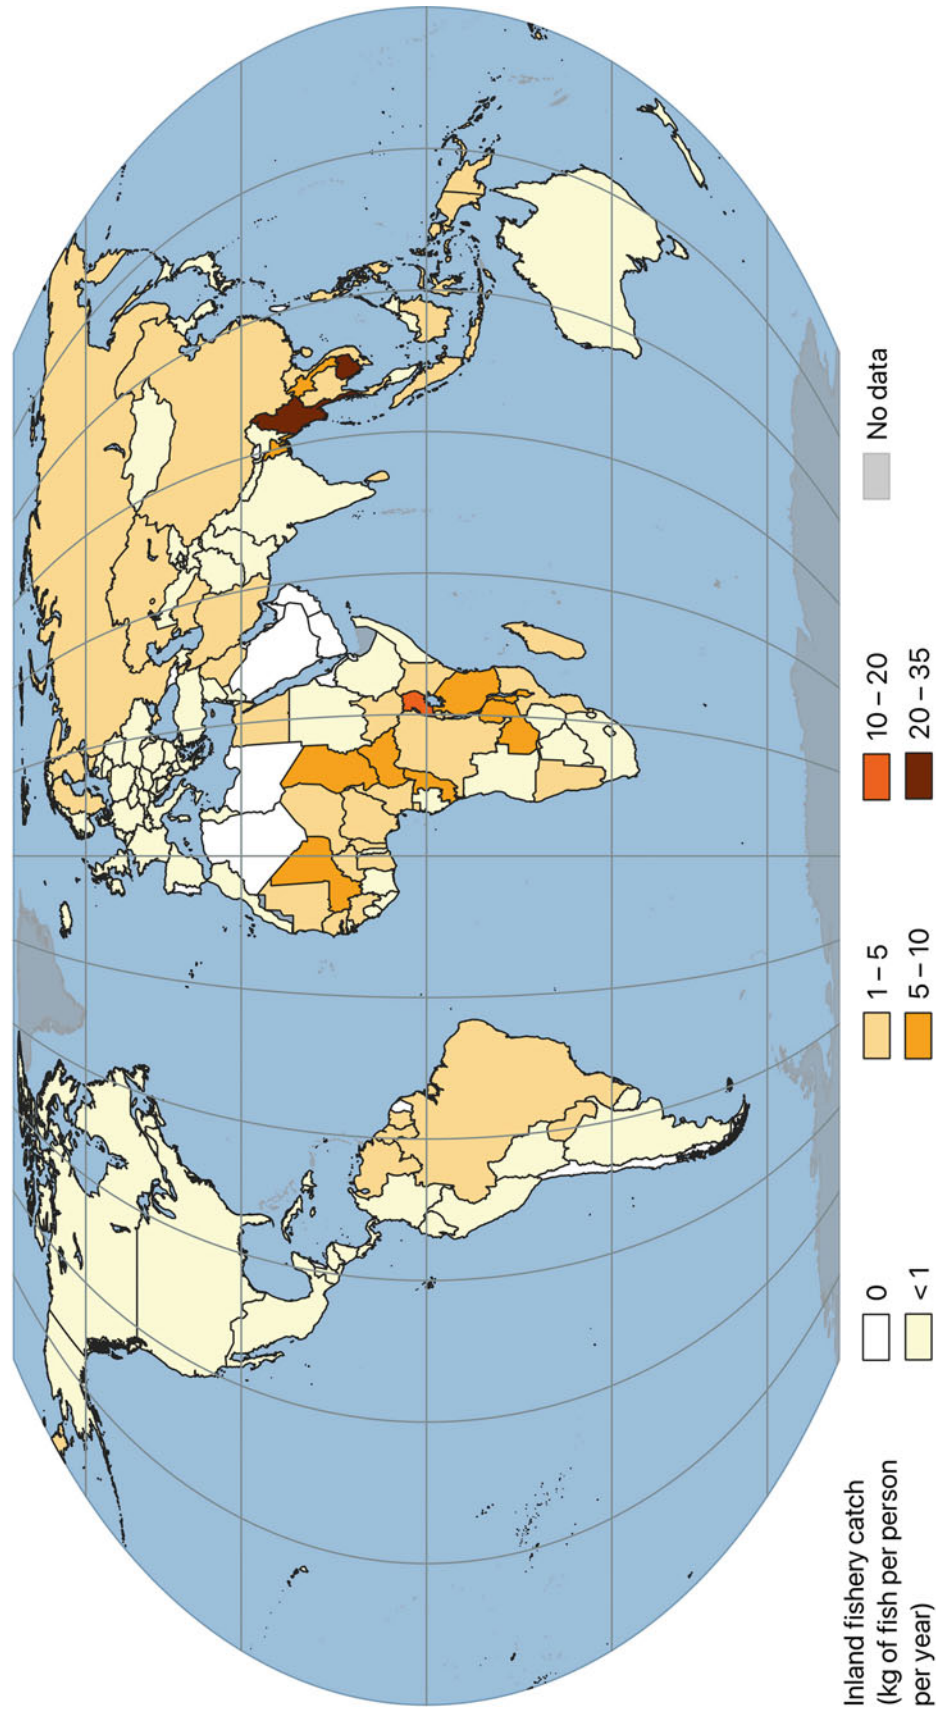 Inland fishery catch
(kg of fish per person
per year)
0
< 1
1 – 5
5 – 10
10 – 20
20 – 35
No data